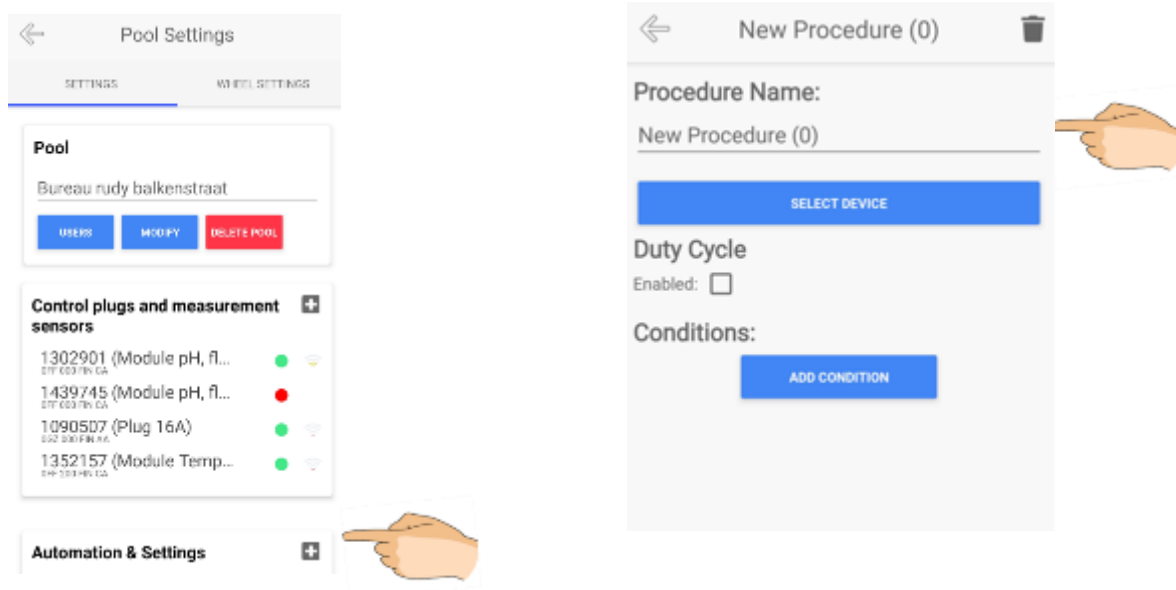 Pool Settings
SETTINGS WHEEL SETTINGS
Pool
Bureau rudy balkenstraat
USERS MODIFY DELETE POOL
Control plugs and measurement
sensors
1302901 (Module pH, fl...
1439745 (Module pH, fl...
1090507 (Plug 16A)
1352157 (Module Temp...
Automation & Settings
New Procedure (0)
Procedure Name:
New Procedure (0)
SELECT DEVICE
Duty Cycle
Enabled:
Conditions:
ADD CONDITION